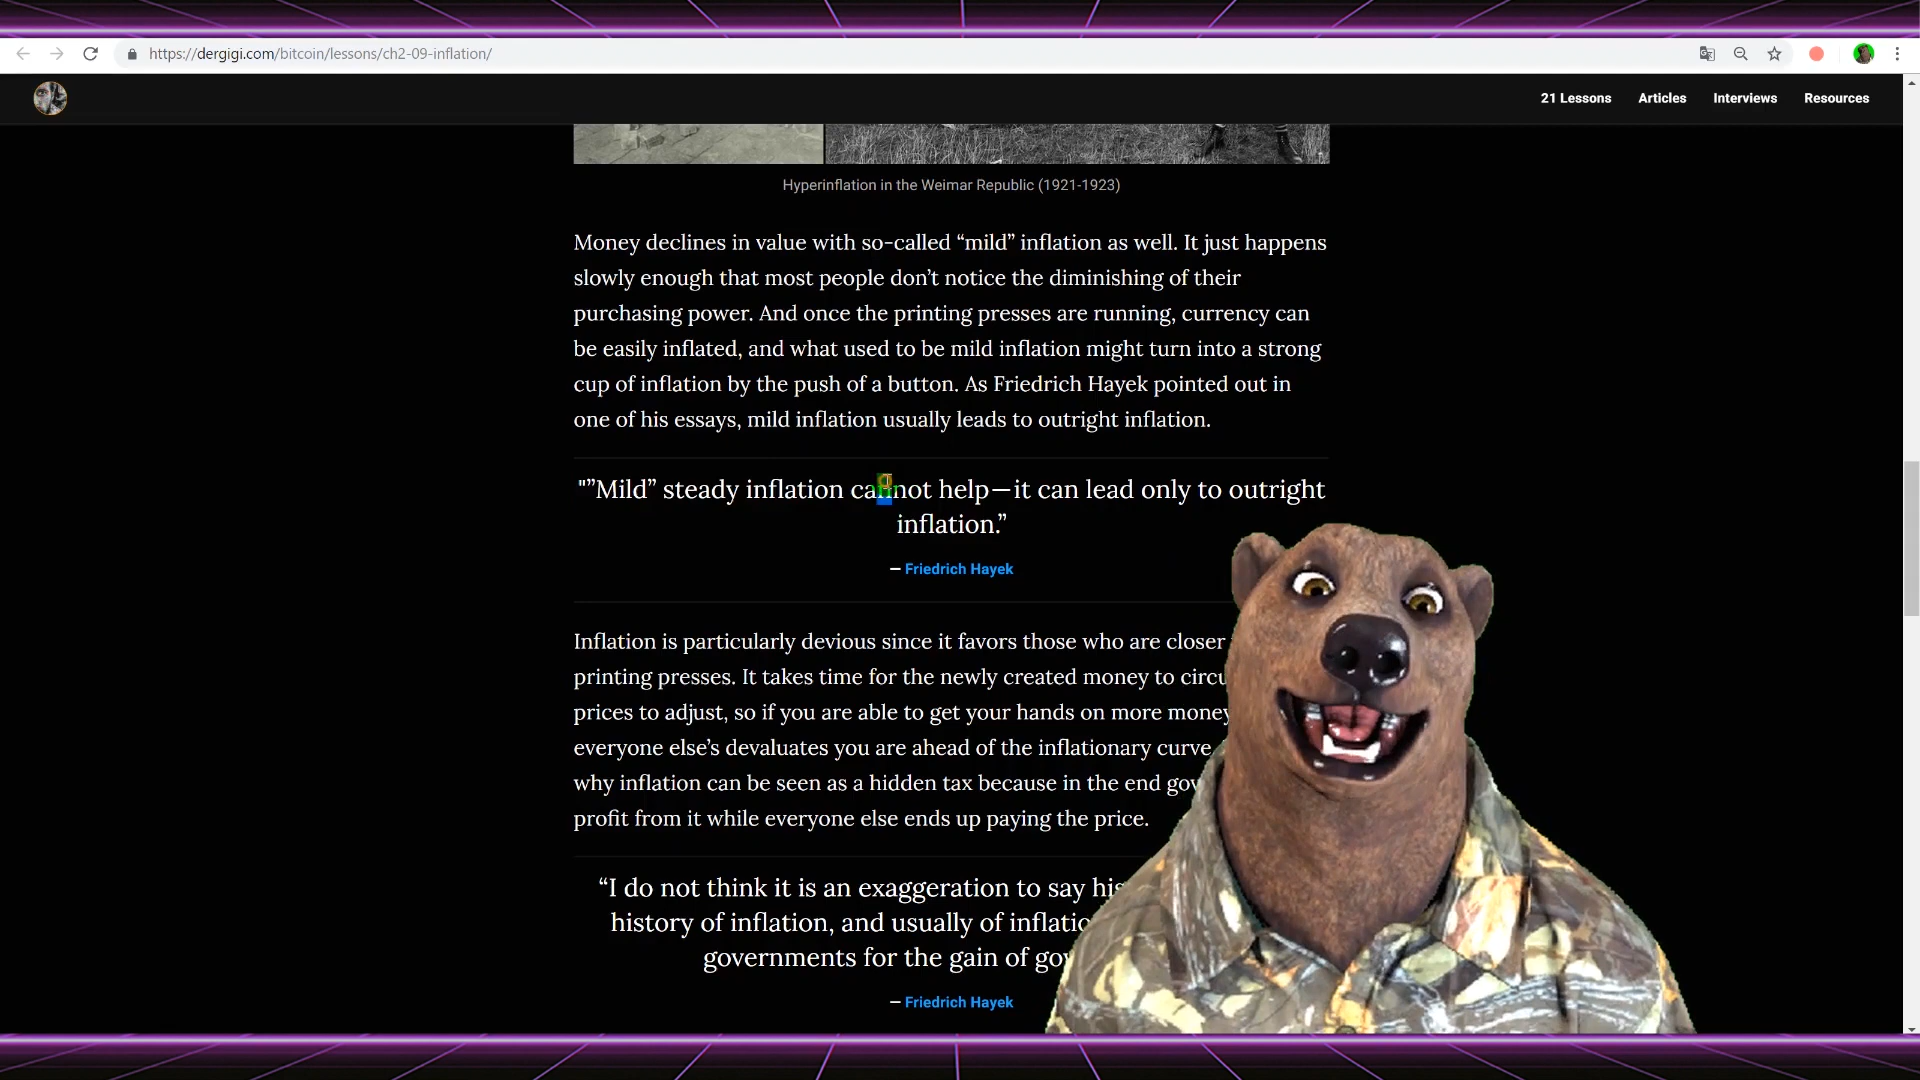 https://dergigi.com/bitcoin/lessons/ch2-09-inflation/
21 Lessons Articles Interviews Resources
Hyperinflation in the Weimar Republic (1921-1923)
Money declines in value with so-called “mild” inflation as well. It just happens
slowly enough that most people don’t notice the diminishing of their
purchasing power. And once the printing presses are running, currency can
be easily inflated, and what used to be mild inflation might turn into a strong
cup of inflation by the push of a button. As Friedrich Hayek pointed out in
one of his essays, mild inflation usually leads to outright inflation.
"”Mild” steady inflation cannot help—it can lead only to outright
inflation.”
— Friedrich Hayek
Inflation is particularly devious since it favors those who are closer
printing presses. It takes time for the newly created money to circu
prices to adjust, so if you are able to get your hands on more money
everyone else’s devaluates you are ahead of the inflationary curve.
why inflation can be seen as a hidden tax because in the end gov
profit from it while everyone else ends up paying the price.
“I do not think it is an exaggeration to say his
history of inflation, and usually of inflatio
governments for the gain of gov
— Friedrich Hayek